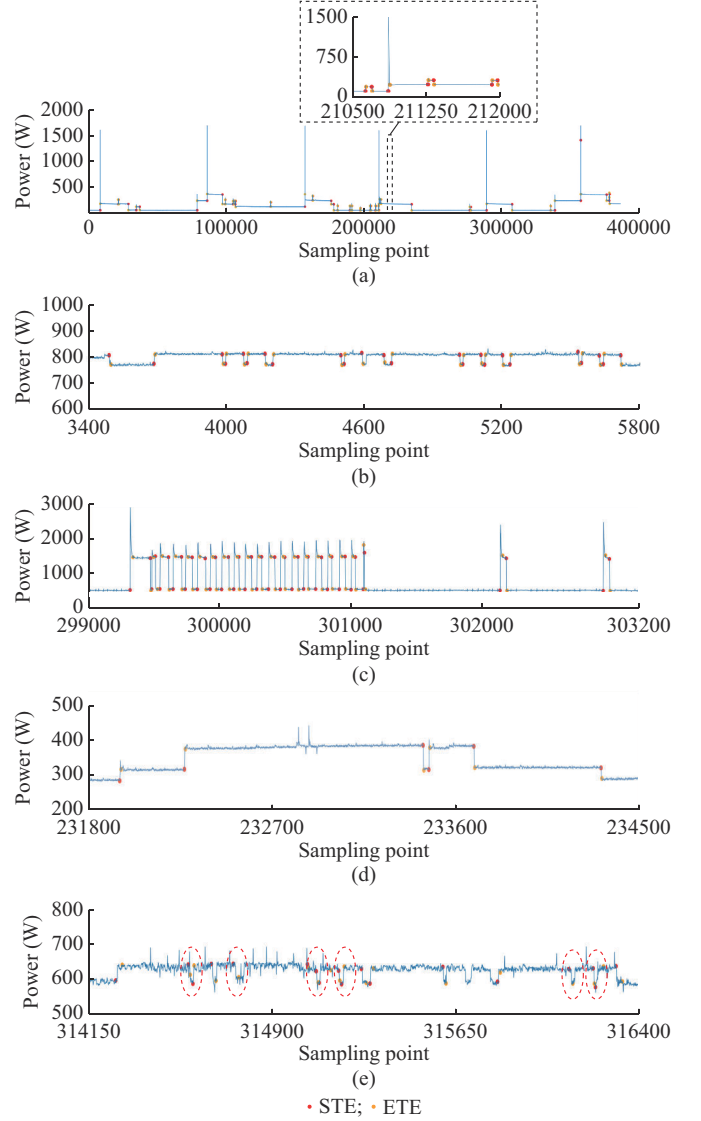 1500
750
0
210500 211250 212000
2000
1500
1000
500
Power (W)
0 100000 200000 300000 400000
Sampling point
(a)
1000
900
800
700
600
Power (W)
3400 4000 4600 5200 5800
Sampling point
(b)
3000
2000
1000
0
Power (W)
299000 300000 301000 302000 303200
Sampling point
(c)
500
400
300
200
Power (W)
231800 232700 233600 234500
Sampling point
(d)
800
700
600
500
Power (W)
314150 314900 315650 316400
Sampling point
(e)
STE; ETE